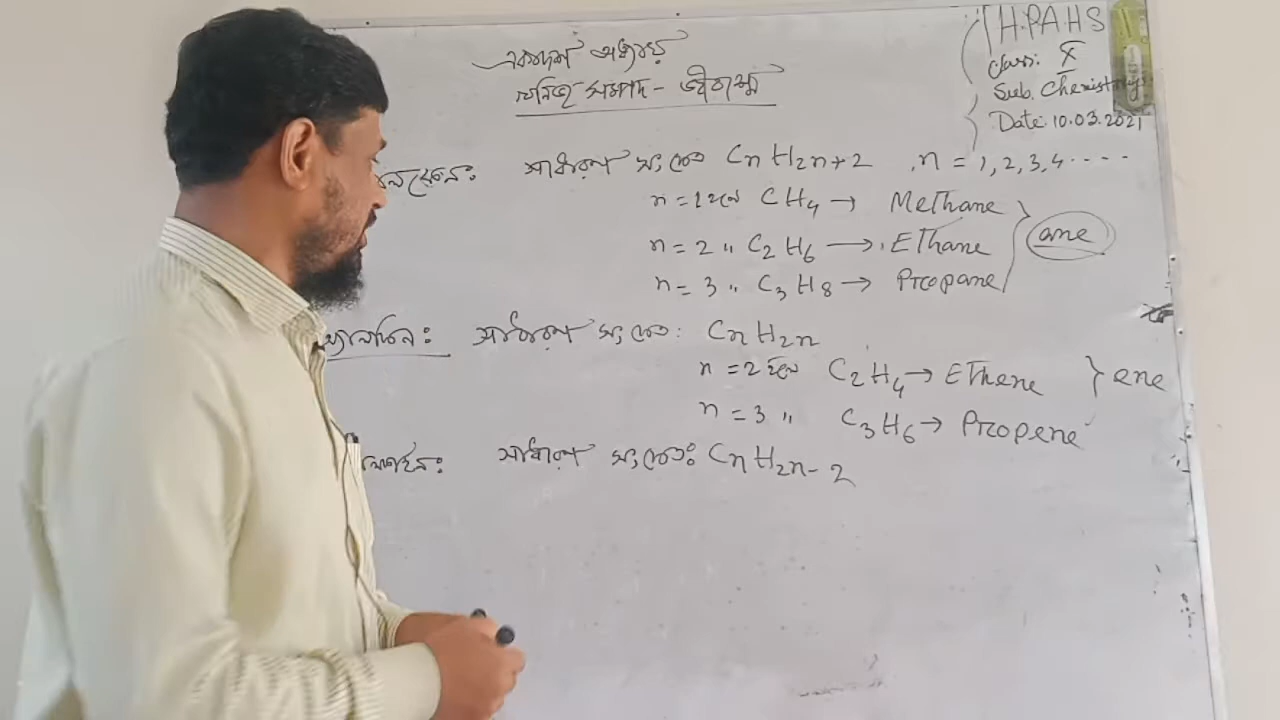 H.PAHS
Class: X
Sub. Chemistry
Date: 10.03.2021
একাদশ অধ্যায়
খনিজ সম্পদ - জীবাশ্ম
সাধারণ সংকেত CnH2n+2 , n = 1, 2, 3, 4 ....
n = 1 হলে CH4 → Methane
n = 2 " C2H6 → Ethane } ane
n = 3 " C3H8 → Propane
সাধারণ সংকেত: CnH2n
n = 2 হলে C2H4 → Ethene } ene
n = 3 " C3H6 → Propene
সাধারণ সংকেত: CnH2n-2